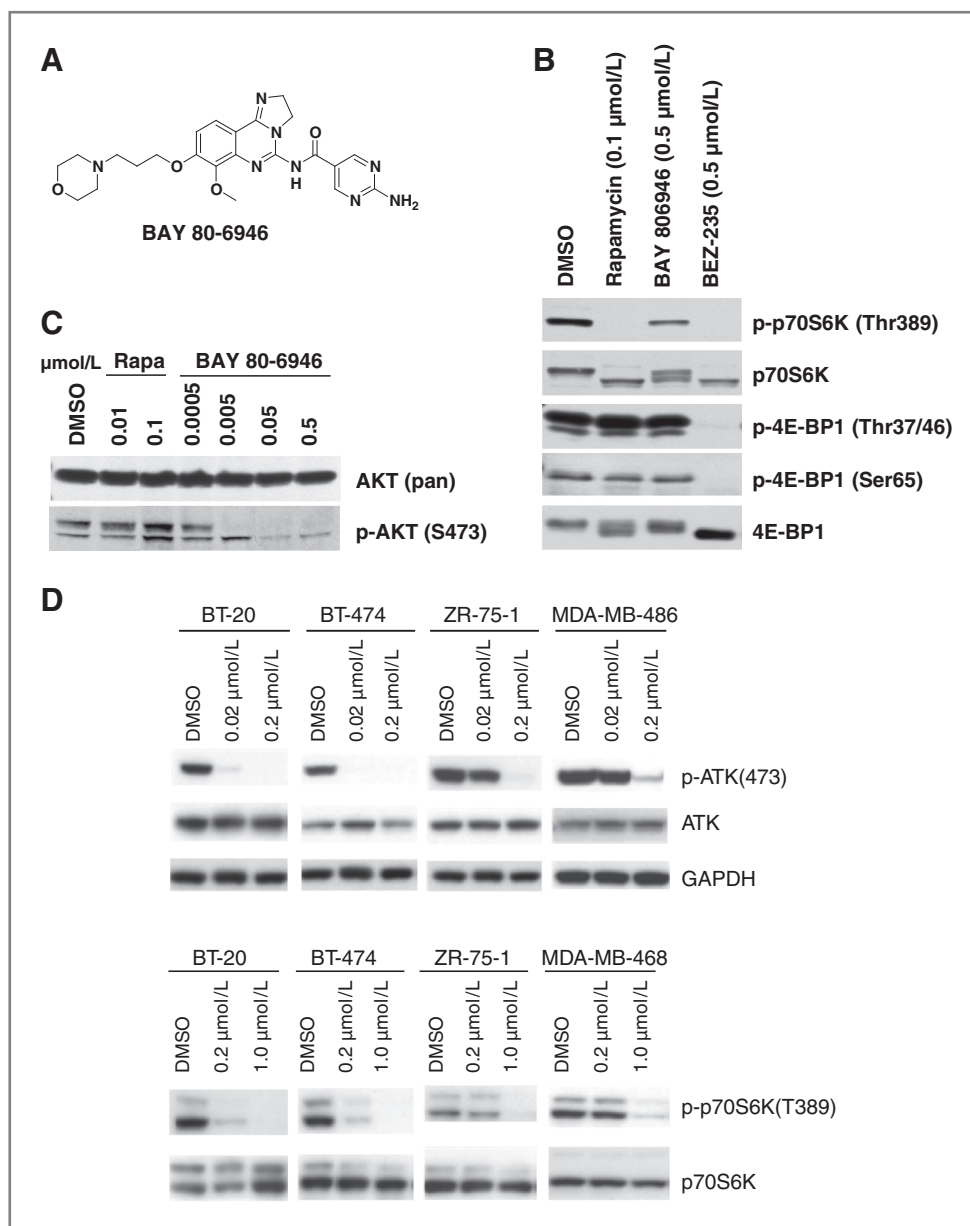 A
N
N
N
N
H
O
N
N
NH₂
N
O
O
O
BAY 80-6946
B
DMSO
Rapamycin (0.1 µmol/L)
BAY 806946 (0.5 µmol/L)
BEZ-235 (0.5 µmol/L)
p-p70S6K (Thr389)
p70S6K
p-4E-BP1 (Thr37/46)
p-4E-BP1 (Ser65)
4E-BP1
C
µmol/L Rapa BAY 80-6946
DMSO 0.01 0.1 0.0005 0.005 0.05 0.5
AKT (pan)
p-AKT (S473)
D
BT-20 BT-474 ZR-75-1 MDA-MB-486
DMSO 0.02 µmol/L 0.2 µmol/L DMSO 0.02 µmol/L 0.2 µmol/L DMSO 0.02 µmol/L 0.2 µmol/L DMSO 0.02 µmol/L 0.2 µmol/L
p-ATK(473)
ATK
GAPDH
BT-20 BT-474 ZR-75-1 MDA-MB-468
DMSO 0.2 µmol/L 1.0 µmol/L DMSO 0.2 µmol/L 1.0 µmol/L DMSO 0.2 µmol/L 1.0 µmol/L DMSO 0.2 µmol/L 1.0 µmol/L
p-p70S6K(T389)
p70S6K